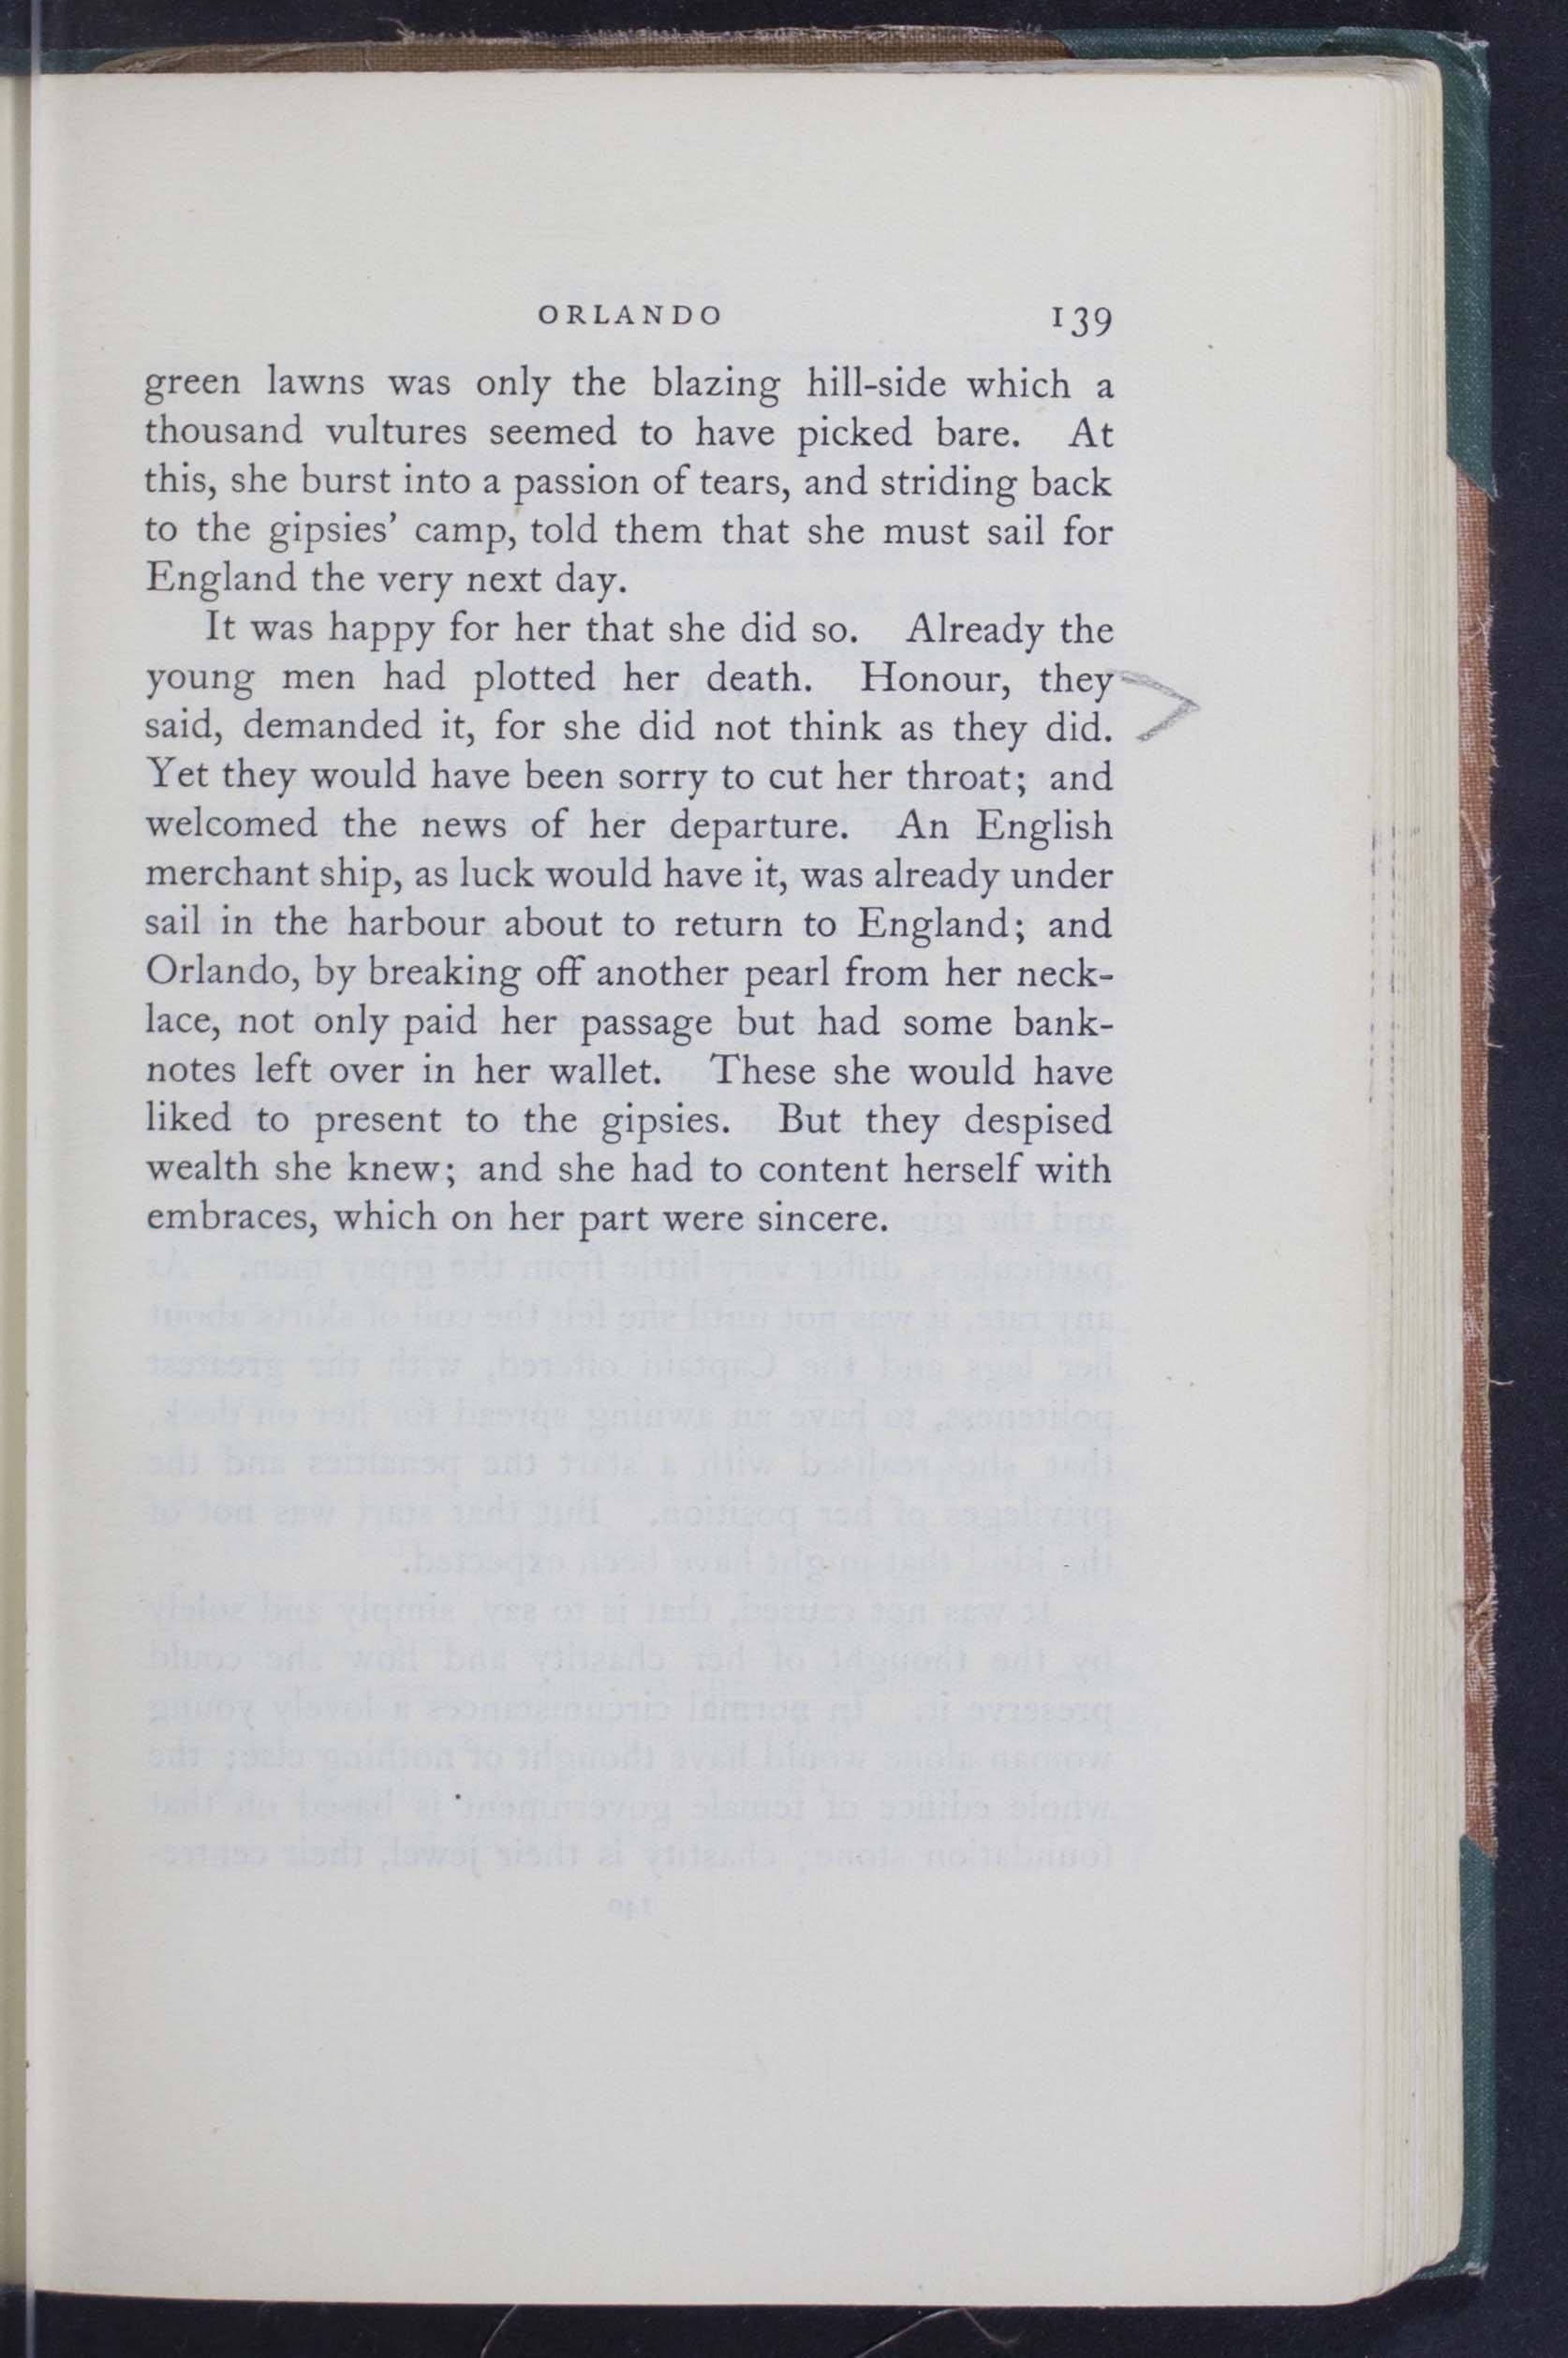 ORLANDO 139
green lawns was only the blazing hill-side which a
thousand vultures seemed to have picked bare. At
this, she burst into a passion of tears, and striding back
to the gipsies’ camp, told them that she must sail for
England the very next day.
It was happy for her that she did so. Already the
young men had plotted her death. Honour, they
said, demanded it, for she did not think as they did.
Yet they would have been sorry to cut her throat; and
welcomed the news of her departure. An English
merchant ship, as luck would have it, was already under
sail in the harbour about to return to England; and
Orlando, by breaking off another pearl from her neck-
lace, not only paid her passage but had some bank-
notes left over in her wallet. These she would have
liked to present to the gipsies. But they despised
wealth she knew; and she had to content herself with
embraces, which on her part were sincere.